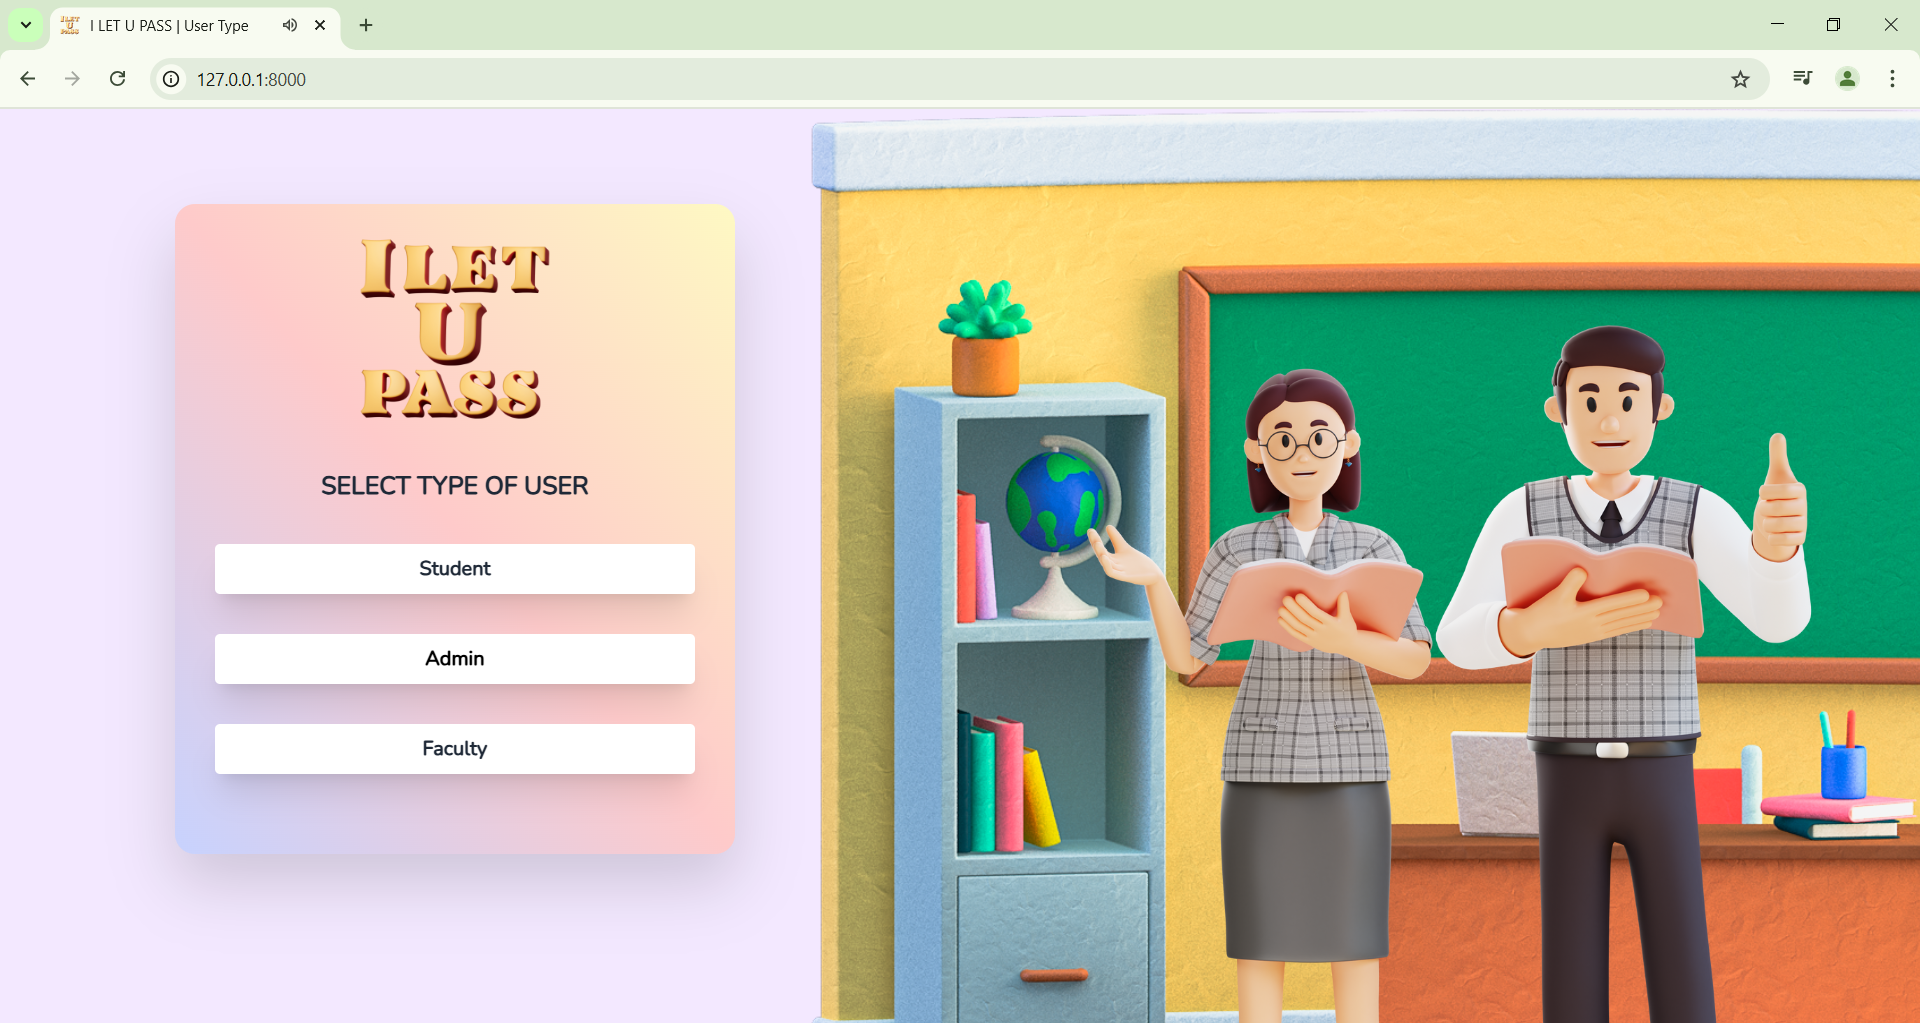 I LET U PASS | User Type
127.0.0.1:8000
I LET
U
PASS
SELECT TYPE OF USER
Student
Admin
Faculty